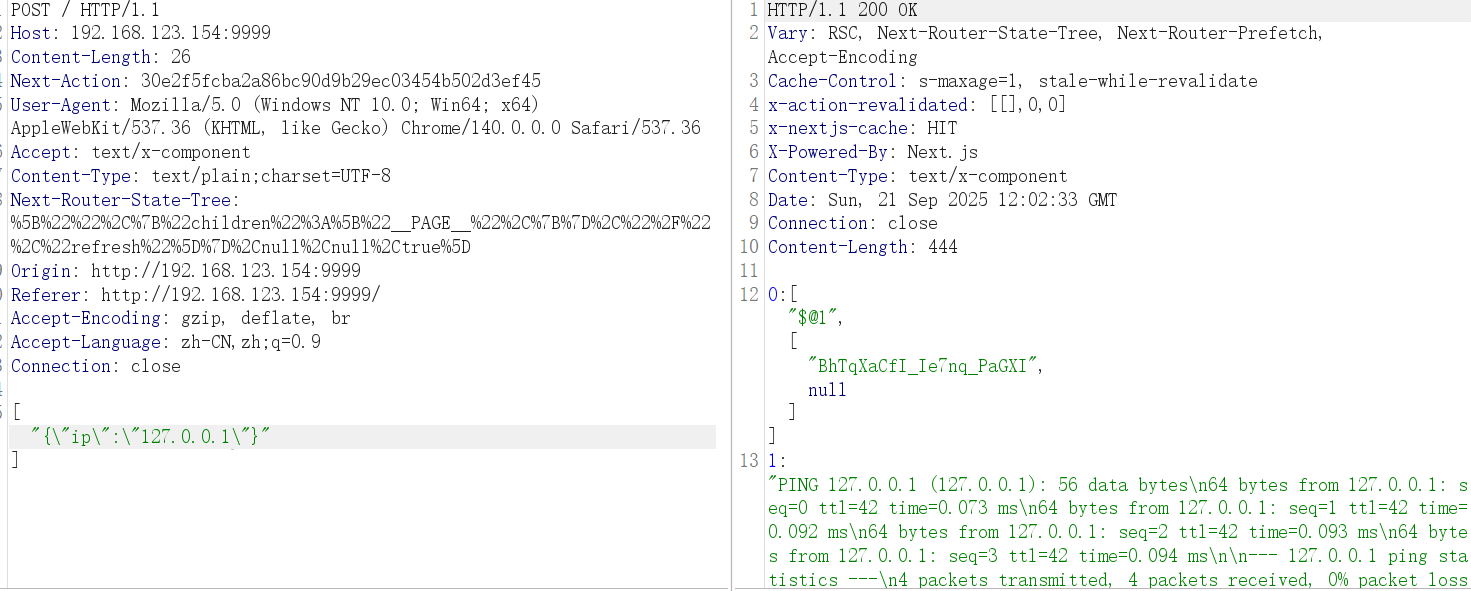 POST / HTTP/1.1
Host: 192.168.123.154:9999
Content-Length: 26
Next-Action: 30e2f5fcba2a86bc90d9b29ec03454b502d3ef45
User-Agent: Mozilla/5.0 (Windows NT 10.0; Win64; x64)
AppleWebKit/537.36 (KHTML, like Gecko) Chrome/140.0.0.0 Safari/537.36
Accept: text/x-component
Content-Type: text/plain;charset=UTF-8
Next-Router-State-Tree:
%5B%22%22%2C%7B%22children%22%3A%5B%22__PAGE__%22%2C%7B%7D%2C%22%2F%22
%2C%22refresh%22%5D%7D%2Cnull%2Cnull%2Ctrue%5D
Origin: http://192.168.123.154:9999
Referer: http://192.168.123.154:9999/
Accept-Encoding: gzip, deflate, br
Accept-Language: zh-CN,zh;q=0.9
Connection: close
[
"{\"ip\":\"127.0.0.1\"}"
]
1 HTTP/1.1 200 OK
2 Vary: RSC, Next-Router-State-Tree, Next-Router-Prefetch,
Accept-Encoding
3 Cache-Control: s-maxage=1, stale-while-revalidate
4 x-action-revalidated: [[],0,0]
5 x-nextjs-cache: HIT
6 X-Powered-By: Next.js
7 Content-Type: text/x-component
8 Date: Sun, 21 Sep 2025 12:02:33 GMT
9 Connection: close
10 Content-Length: 444
11
12 0:[
"$@1",
[
"BhTqXaCfI_Ie7nq_PaGXI",
null
]
]
13 1:
"PING 127.0.0.1 (127.0.0.1): 56 data bytes\n64 bytes from 127.0.0.1: s
eq=0 ttl=42 time=0.073 ms\n64 bytes from 127.0.0.1: seq=1 ttl=42 time=
0.092 ms\n64 bytes from 127.0.0.1: seq=2 ttl=42 time=0.093 ms\n64 byte
s from 127.0.0.1: seq=3 ttl=42 time=0.094 ms\n\n--- 127.0.0.1 ping sta
tistics ---\n4 packets transmitted, 4 packets received, 0% packet loss